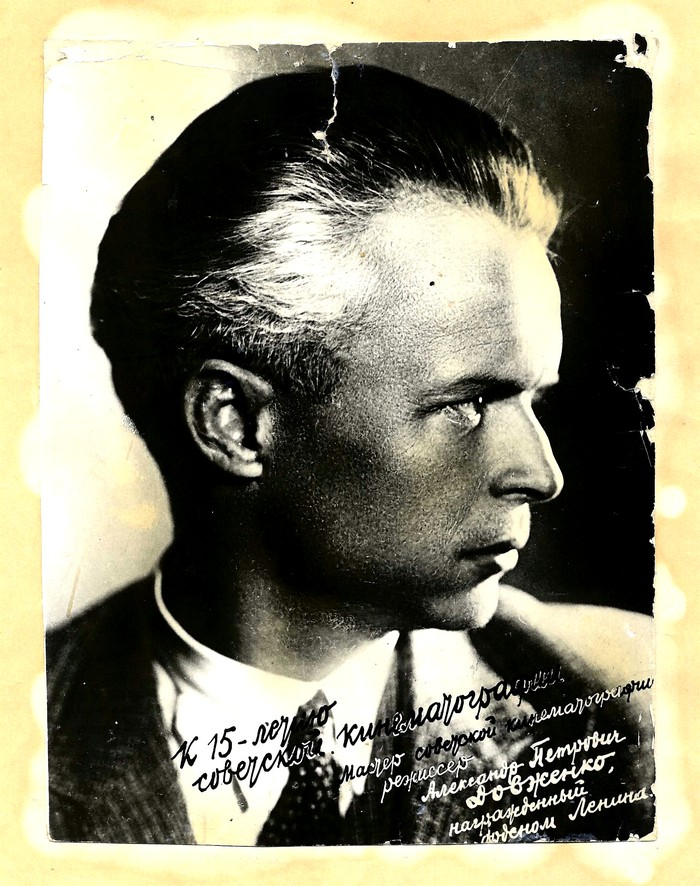 К 15-летию
советской кинематографии.
мастер советской кинематографии
режиссер
Александр Петрович
Довженко,
награжденный
орденом Ленина.